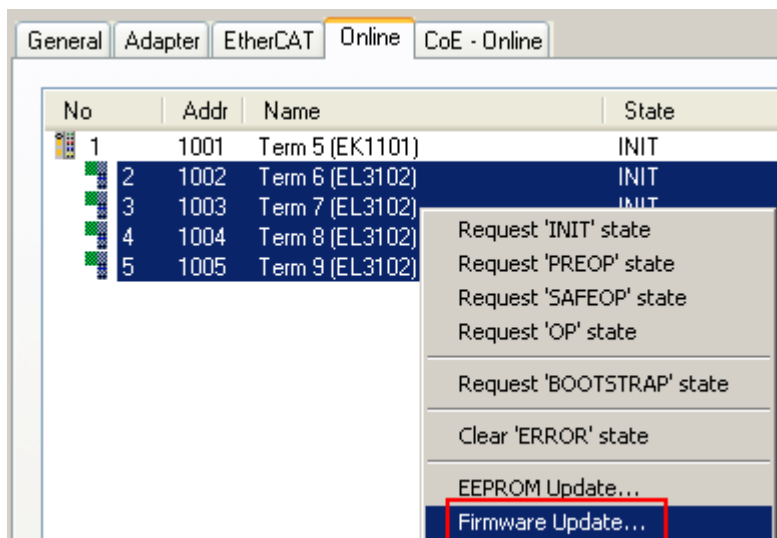 General Adapter EtherCAT Online CoE - Online
No Addr Name State
1 1001 Term 5 (EK1101) INIT
2 1002 Term 6 (EL3102) INIT
3 1003 Term 7 (EL3102) INIT
4 1004 Term 8 (EL3102)
5 1005 Term 9 (EL3102)
Request 'INIT' state
Request 'PREOP' state
Request 'SAFEOP' state
Request 'OP' state
Request 'BOOTSTRAP' state
Clear 'ERROR' state
EEPROM Update...
Firmware Update...